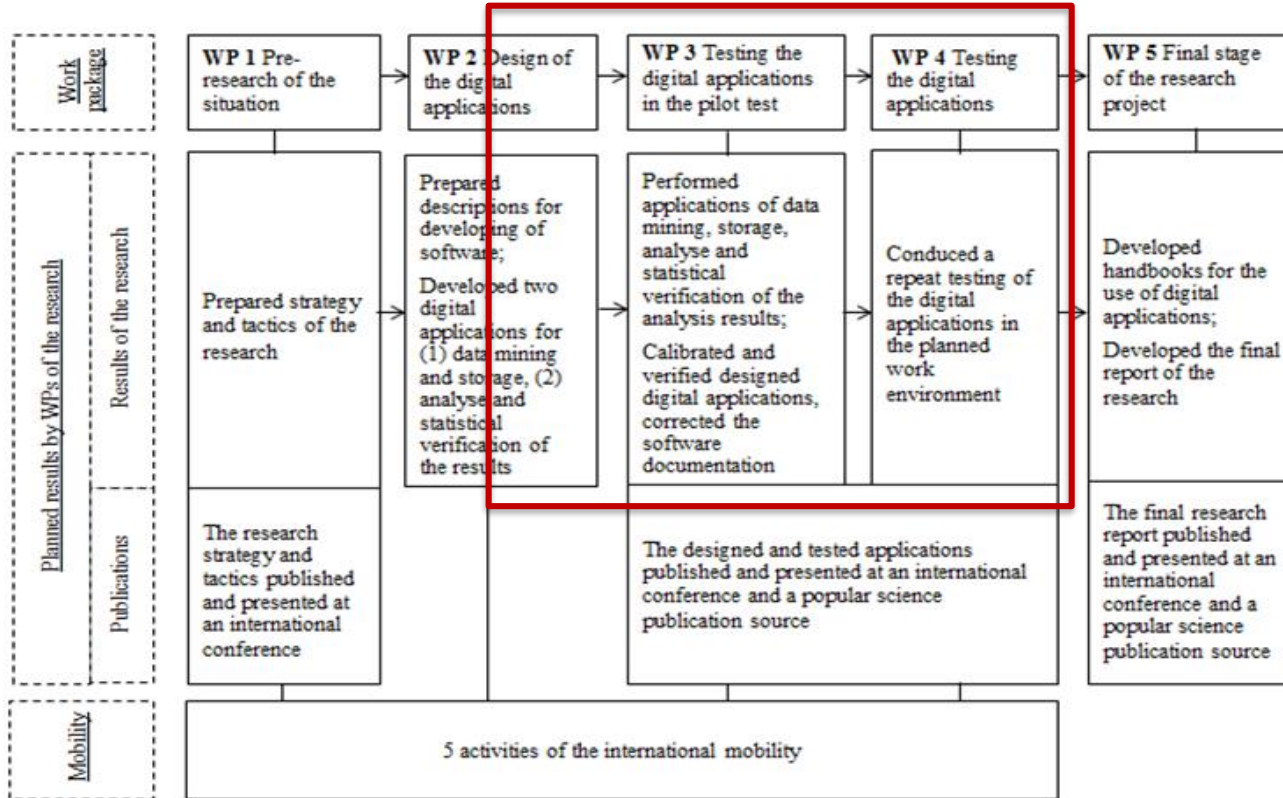 Work
package
WP 1 Pre-
research of the
situation
WP 2 Design of
the digital
applications
WP 3 Testing the
digital applications
in the pilot test
WP 4 Testing
the digital
applications
WP 5 Final stage
of the research
project
Planned results by WPs of the research
Results of the research
Prepared strategy
and tactics of the
research
Prepared
descriptions for
developing of
software;
Developed two
digital
applications for
(1) data mining
and storage, (2)
analyse and
statistical
verification of
the results
Performed
applications of data
mining, storage,
analyse and
statistical
verification of the
analysis results;
Calibrated and
verified designed
digital applications,
corrected the
software
documentation
Conduced a
repeat testing of
the digital
applications in
the planned
work
environment
Developed
handbooks for the
use of digital
applications;
Developed the final
report of the
research
Publications
The research
strategy and
tactics published
and presented at
an international
conference
The designed and tested applications
published and presented at an international
conference and a popular science
publication source
The final research
report published
and presented at an
international
conference and a
popular science
publication source
Mobility
5 activities of the international mobility